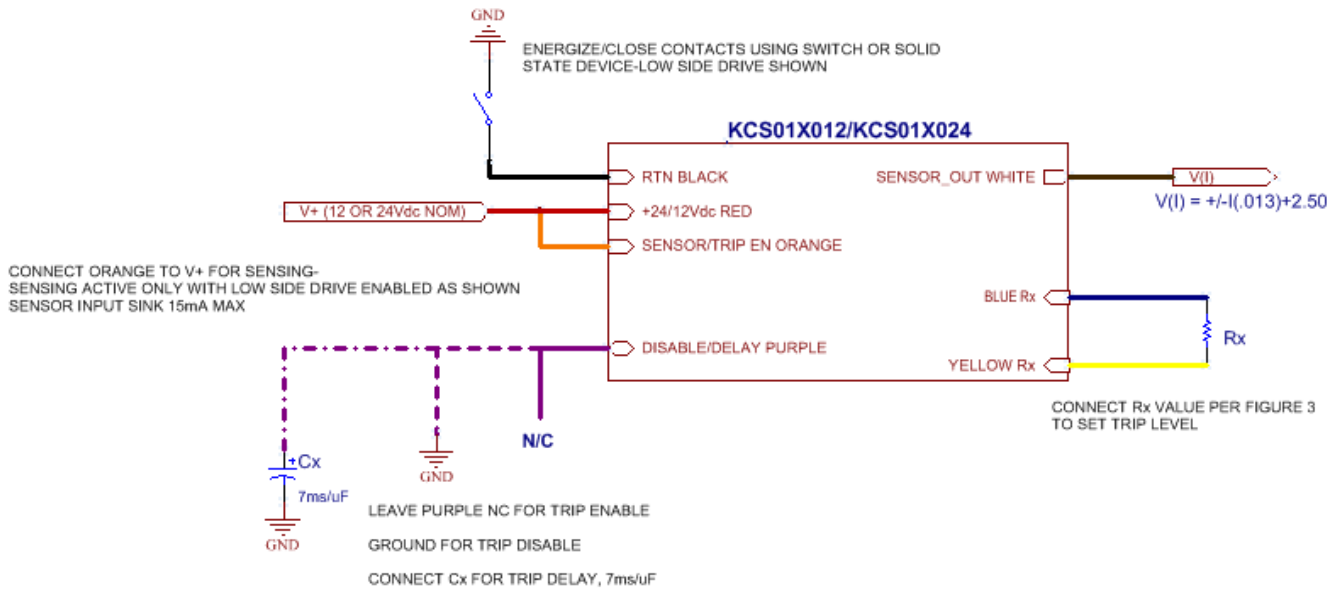 GND
ENERGIZE/CLOSE CONTACTS USING SWITCH OR SOLID
STATE DEVICE-LOW SIDE DRIVE SHOWN
KCS01X012/KCS01X024
RTN BLACK
SENSOR_OUT WHITE
V(I)
V(I) = +/-I(.013)+2.50
V+ (12 OR 24Vdc NOM)
+24/12Vdc RED
SENSOR/TRIP EN ORANGE
CONNECT ORANGE TO V+ FOR SENSING-
SENSING ACTIVE ONLY WITH LOW SIDE DRIVE ENABLED AS SHOWN
SENSOR INPUT SINK 15mA MAX
BLUE Rx
Rx
DISABLE/DELAY PURPLE
YELLOW Rx
CONNECT Rx VALUE PER FIGURE 3
TO SET TRIP LEVEL
N/C
GND
+Cx
7ms/uF
GND
LEAVE PURPLE NC FOR TRIP ENABLE
GROUND FOR TRIP DISABLE
CONNECT Cx FOR TRIP DELAY, 7ms/uF